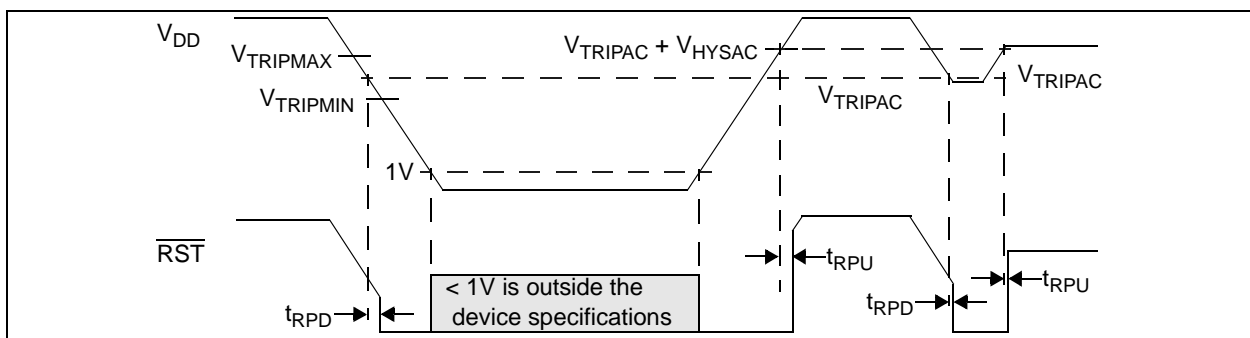 VDD
VTRIPMAX
VTRIPMIN
1V
VTRIPAC + VHYSAC
VTRIPAC
VTRIPAC
RST
tRPD
< 1V is outside the
device specifications
tRPU
tRPD
tRPU